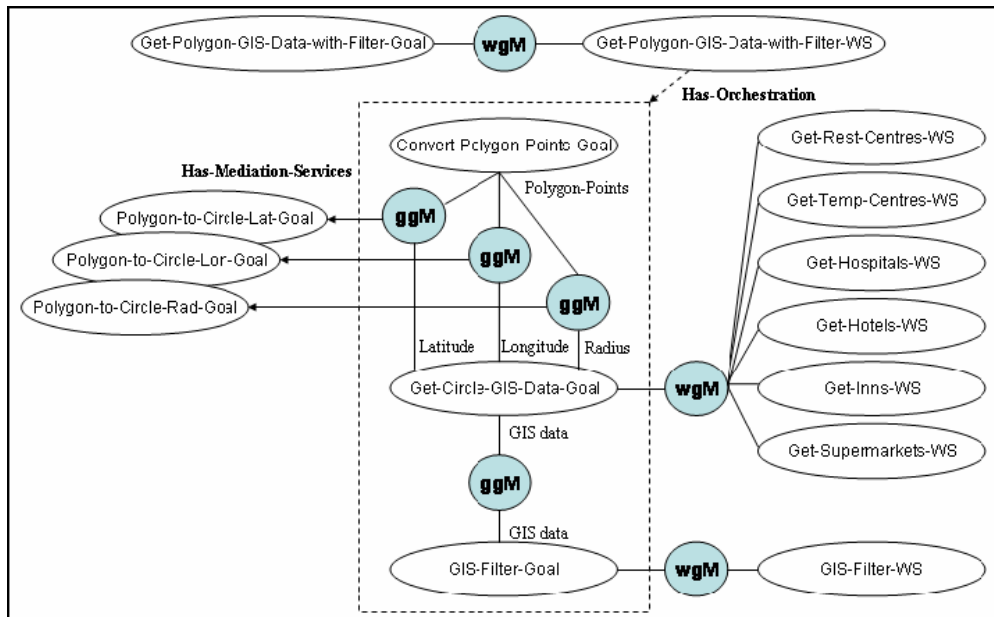 Get-Polygon-GIS-Data-with-Filter-Goal
wgM
Get-Polygon-GIS-Data-with-Filter-WS
Has-Orchestration
Convert Polygon Points Goal
Has-Mediation-Services
Polygon-Points
Get-Rest-Centres-WS
Get-Temp-Centres-WS
Polygon-to-Circle-Lat-Goal
ggM
Polygon-to-Circle-Lor-Goal
ggM
Get-Hospitals-WS
Polygon-to-Circle-Rad-Goal
ggM
Get-Hotels-WS
Latitude
Longitude
Radius
Get-Circle-GIS-Data-Goal
wgM
Get-Inns-WS
GIS data
Get-Supermarkets-WS
ggM
GIS data
GIS-Filter-Goal
wgM
GIS-Filter-WS